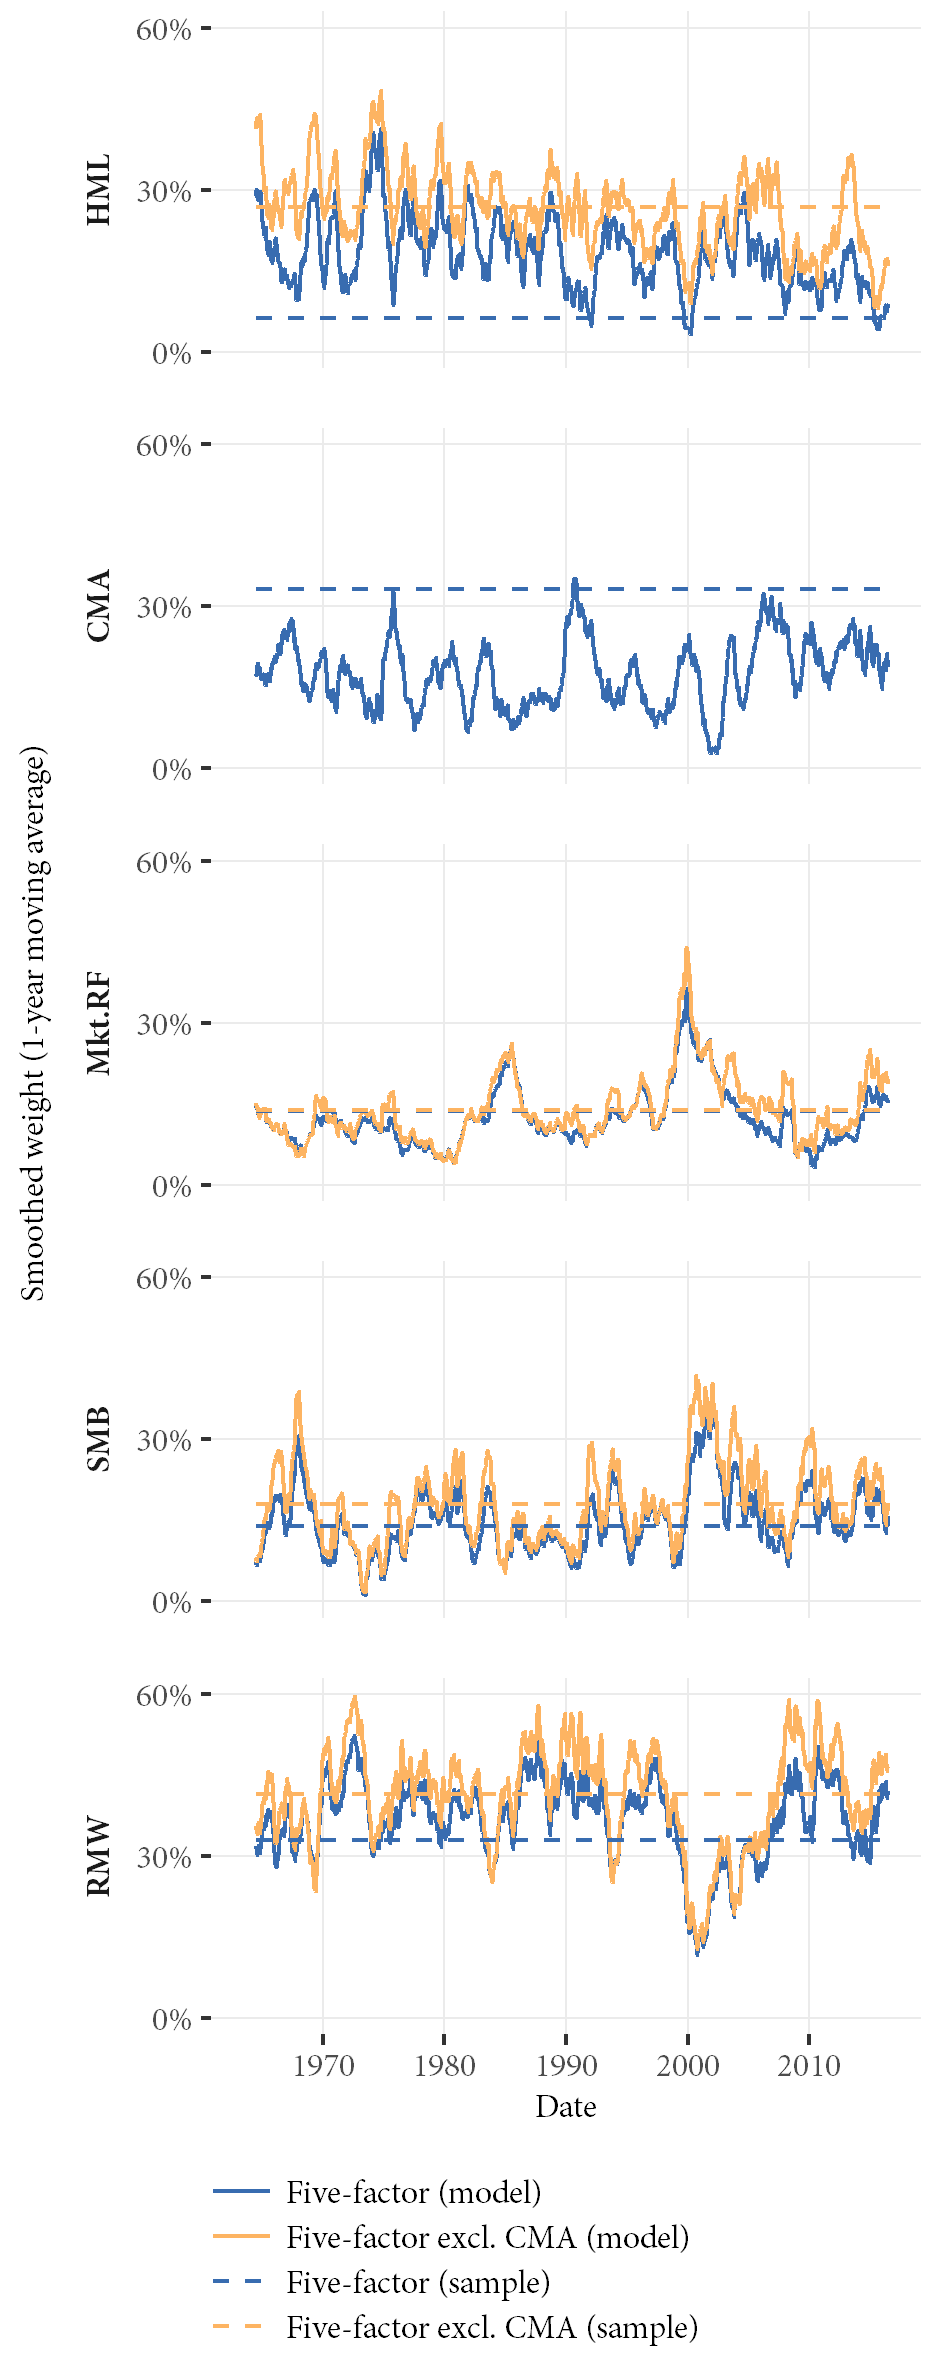 Smoothed weight (1-year moving average)
HML
60%
30%
0%
CMA
60%
30%
0%
Mkt.RF
60%
30%
0%
SMB
60%
30%
0%
RMW
60%
30%
0%
1970 1980 1990 2000 2010
Date
Five-factor (model)
Five-factor excl. CMA (model)
Five-factor (sample)
Five-factor excl. CMA (sample)